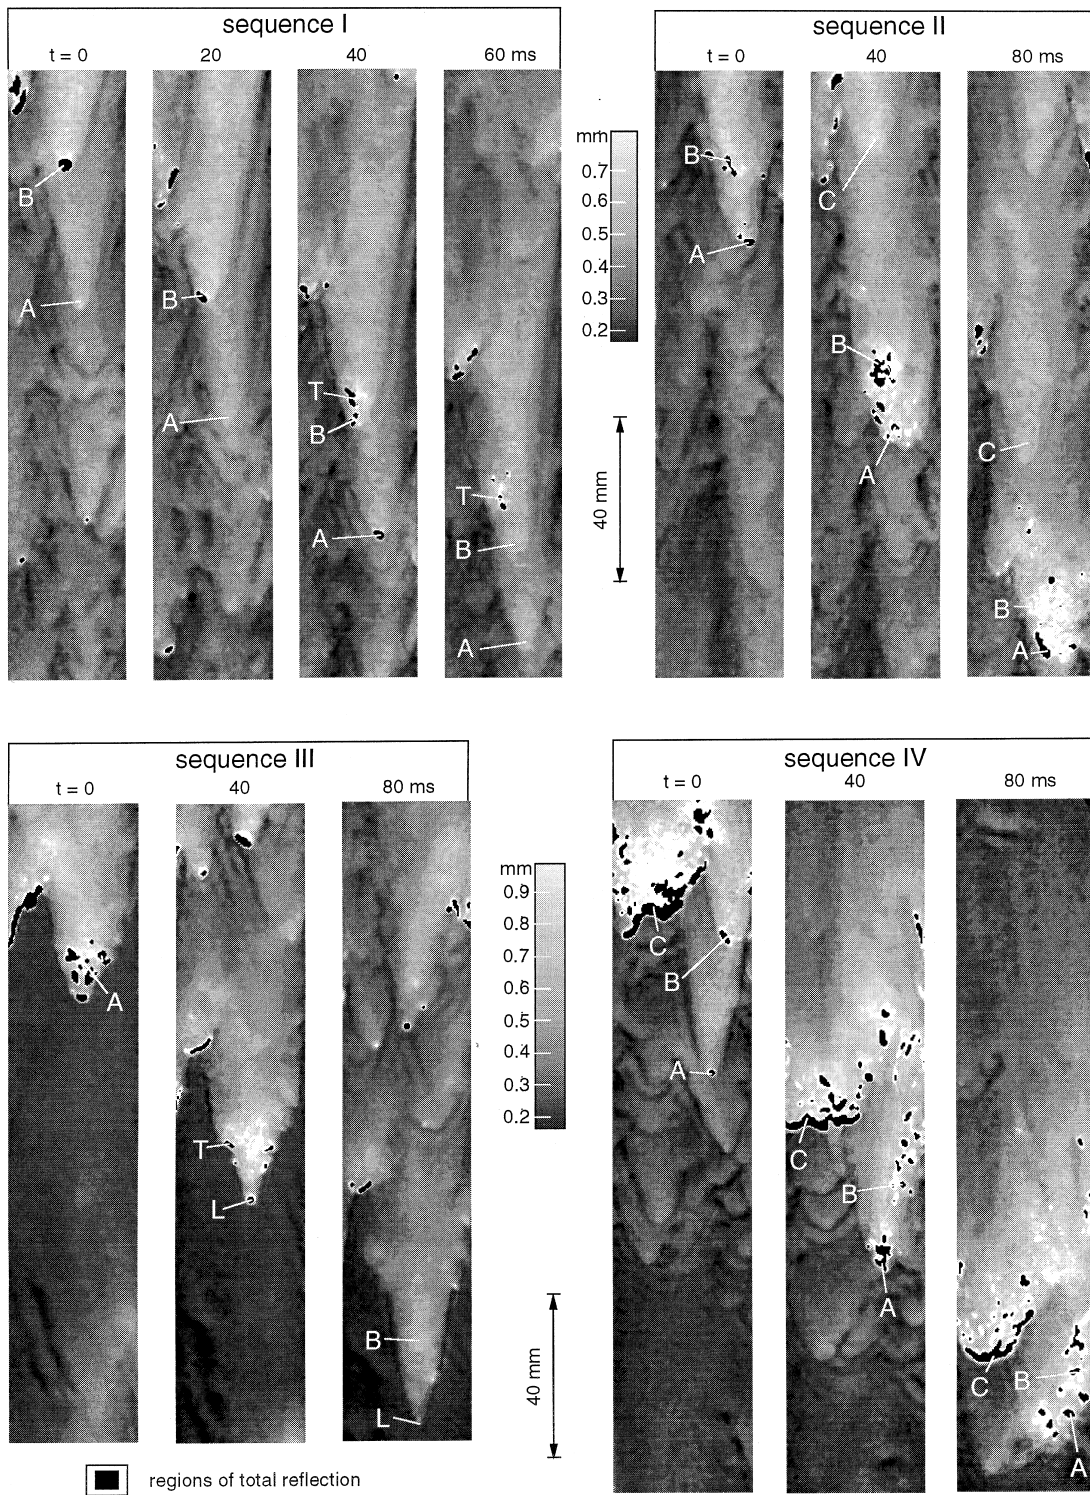 sequence I
t = 0 20 40 60 ms
B
A
B
A
T
B
A
T
B
A
mm
0.7
0.6
0.5
0.4
0.3
0.2
40 mm
sequence II
t = 0 40 80 ms
B
A
C
B
A
C
B
A
sequence III
t = 0 40 80 ms
A
T
L
B
L
mm
0.9
0.8
0.7
0.6
0.5
0.4
0.3
0.2
40 mm
sequence IV
t = 0 40 80 ms
C
B
A
C
B
A
C
B
A
regions of total reflection